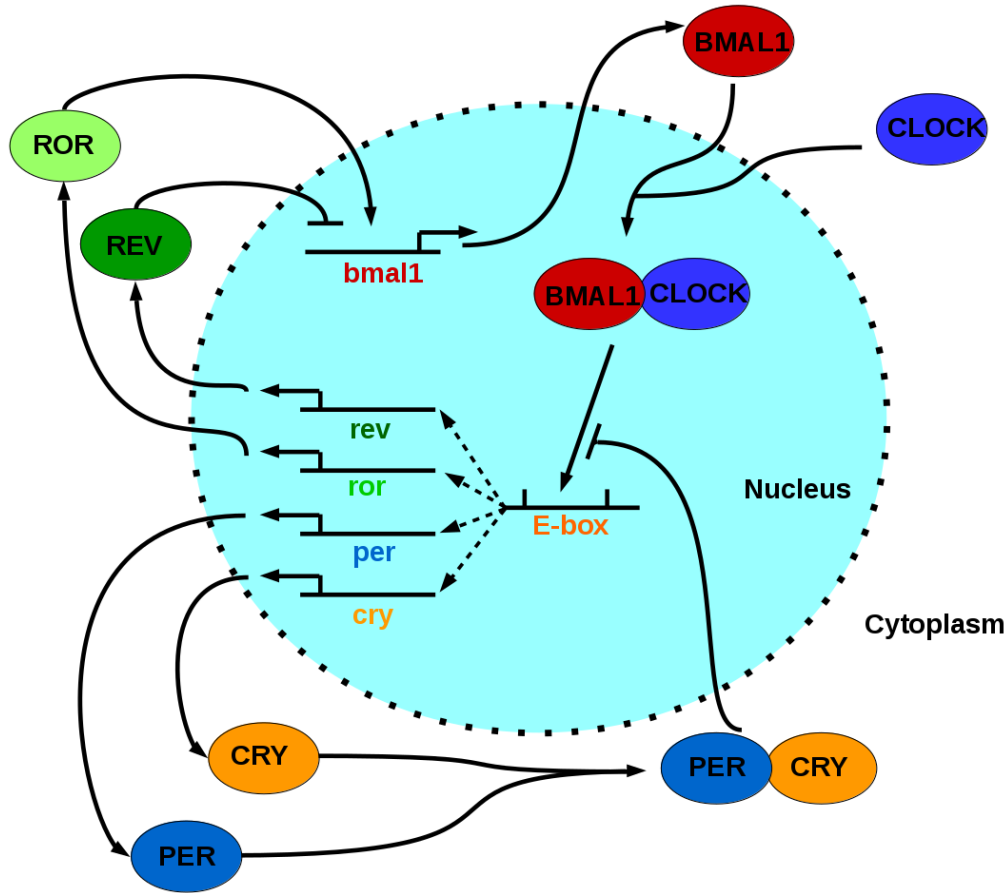 BMAL1
CLOCK
ROR
REV
bmal1
BMAL1
CLOCK
rev
ror
Nucleus
E-box
per
cry
Cytoplasm
CRY
PER
CRY
PER